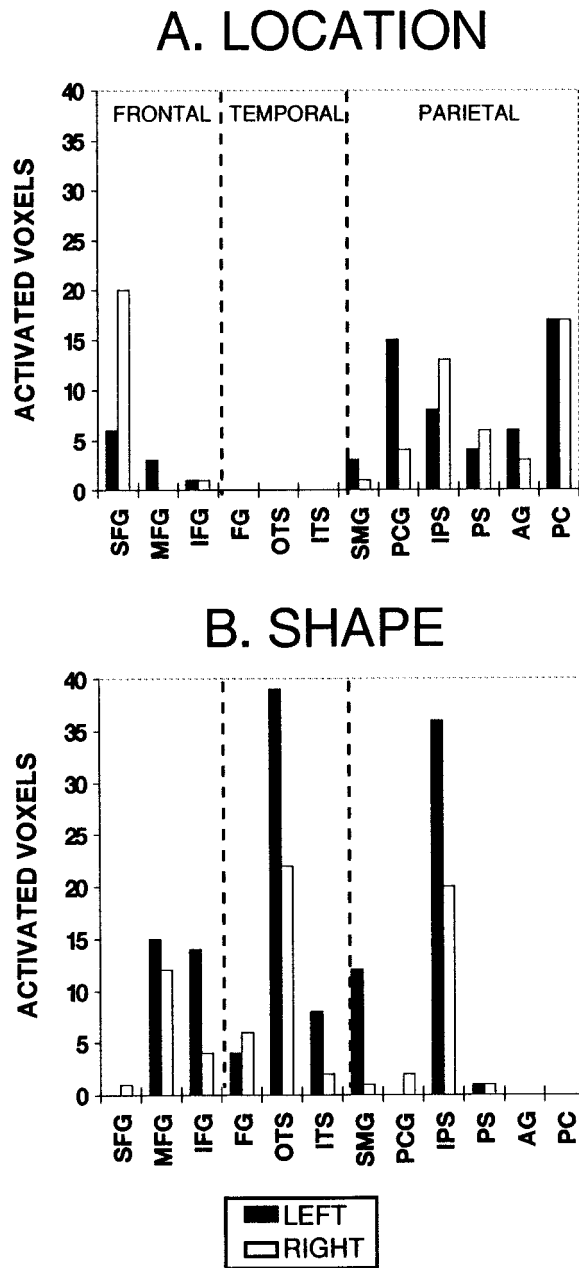 A. LOCATION
40
35
30
25
20
15
10
5
0
ACTIVATED VOXELS
FRONTAL TEMPORAL PARIETAL
SFG MFG IFG FG OTS ITS SMG PCG IPS PS AG PC
B. SHAPE
40
35
30
25
20
15
10
5
0
ACTIVATED VOXELS
SFG MFG IFG FG OTS ITS SMG PCG IPS PS AG PC
LEFT
RIGHT